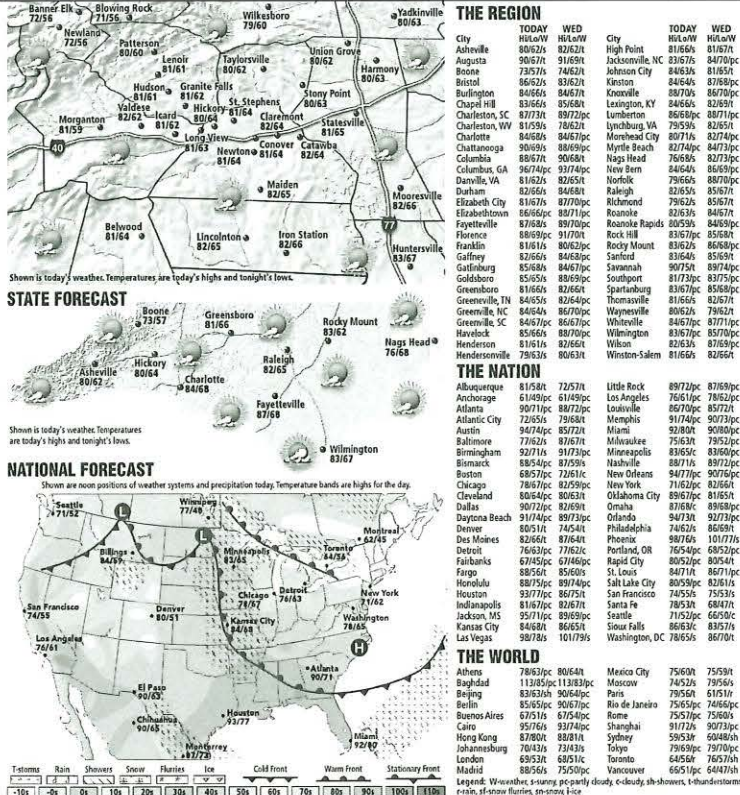 Banner Elk
72/56
Blowing Rock
71/56
Wilkesboro
79/60
Yadkinville
80/63
Newland
72/56
Patterson
80/60
Lenoir
81/61
Taylorsville
80/62
Union Grove
80/62
Harmony
80/63
Hudson
81/61
Granite Falls
81/62
Stony Point
80/63
Valdese
82/62
Icard
81/62
Hickory
80/64
St. Stephens
81/64
Claremont
82/64
Statesville
81/65
Morganton
81/59
Long View
81/63
Newton
81/64
Conover
81/64
Catawba
82/64
40
Maiden
82/65
Mooresville
82/66
77
Belwood
81/64
Lincolnton
82/65
Iron Station
82/66
Huntersville
83/67
Shown is today's weather. Temperatures are today's highs and tonight's lows.
STATE FORECAST
Boone
73/57
Greensboro
81/66
Rocky Mount
83/62
Nags Head
76/68
Asheville
80/62
Hickory
80/64
Raleigh
82/65
Charlotte
84/68
Fayetteville
87/68
Wilmington
83/67
Shown is today's weather. Temperatures
are today's highs and tonight's lows.
NATIONAL FORECAST
Shown are noon positions of weather systems and precipitation today. Temperature bands are highs for the day.
Seattle
71/52
Winnipeg
77/48
L
L
Montreal
62/45
Billings
Minneapolis
83/65
Toronto
64/56
San Francisco
74/55
Denver
80/51
Chicago
78/67
Detroit
76/63
New York
71/62
Washington
78/65
Kansas City
84/68
Los Angeles
76/61
H
Atlanta
90/71
El Paso
Chihuahua
Houston
93/77
Miami
92/80
Monterrey
T-storms Rain Showers Snow Flurries Ice Cold Front Warm Front Stationary Front
-10s -0s 0s 10s 20s 30s 40s 50s 60s 70s 80s 90s 100s 110s
THE REGION
TODAY WED TODAY WED
City Hi/Lo/W Hi/Lo/W City Hi/Lo/W Hi/Lo/W
Asheville 80/62/s 82/62/t High Point 81/66/s 81/67/t
Augusta 90/67/t 91/69/t Jacksonville, NC 83/67/s 84/70/pc
Boone 73/57/s 74/62/t Johnson City 84/63/s 81/65/t
Bristol 86/62/s 83/62/t Kinston 84/64/s 87/68/pc
Burlington 84/66/s 84/67/t Knoxville 88/70/s 86/70/pc
Chapel Hill 83/66/s 85/68/t Lexington, KY 84/66/s 82/69/t
Charleston, SC 87/73/t 89/72/pc Lumberton 86/68/pc 88/71/pc
Charleston, WV 81/59/s 78/62/t Lynchburg, VA 79/59/s 82/65/t
Charlotte 84/68/s 84/67/pc Morehead City 80/71/s 82/74/pc
Chattanooga 90/69/s 88/69/pc Myrtle Beach 82/74/pc 84/73/pc
Columbia 88/67/t 90/68/t Nags Head 76/68/s 82/73/pc
Columbus, GA 96/74/pc 93/74/pc New Bern 84/64/s 86/69/pc
Danville, VA 81/62/s 82/65/t Norfolk 79/66/s 88/70/pc
Durham 82/66/s 84/68/t Raleigh 82/65/s 85/67/t
Elizabeth City 81/67/s 87/70/pc Richmond 79/62/s 85/67/t
Elizabethtown 86/66/pc 88/71/pc Roanoke 82/63/s 84/67/t
Fayetteville 87/68/s 89/70/pc Roanoke Rapids 80/59/s 84/69/pc
Florence 88/69/pc 91/70/t Rock Hill 83/67/pc 85/68/t
Franklin 81/61/s 80/62/pc Rocky Mount 83/62/s 86/68/pc
Gaffney 82/66/s 84/68/pc Sanford 83/64/s 85/69/t
Gatlinburg 85/68/s 84/67/pc Savannah 90/75/t 89/74/pc
Goldsboro 85/65/s 88/69/pc Southport 81/73/pc 83/75/pc
Greensboro 81/66/s 82/66/t Spartanburg 83/67/pc 85/68/pc
Greeneville, TN 84/65/s 82/64/pc Thomasville 81/66/s 82/67/t
Greenville, NC 84/64/s 86/70/pc Waynesville 80/62/s 79/62/t
Greenville, SC 84/67/pc 86/67/pc Whiteville 84/67/pc 87/71/pc
Havelock 85/66/s 88/70/pc Wilmington 83/67/pc 85/70/pc
Henderson 81/61/s 82/66/t Wilson 82/63/s 87/69/pc
Hendersonville 79/63/s 80/63/t Winston-Salem 81/66/s 82/66/t
THE NATION
Albuquerque 81/58/t 72/57/t Little Rock 89/72/pc 87/69/pc
Anchorage 61/49/pc 61/49/pc Los Angeles 76/61/pc 78/62/pc
Atlanta 90/71/pc 88/72/pc Louisville 86/70/pc 85/72/t
Atlantic City 72/65/s 79/68/t Memphis 91/74/pc 90/73/pc
Austin 94/74/pc 85/72/t Miami 92/80/t 90/80/pc
Baltimore 77/62/s 87/67/t Milwaukee 75/63/t 79/52/pc
Birmingham 92/71/s 91/73/pc Minneapolis 83/65/c 83/60/pc
Bismarck 88/54/pc 87/59/s Nashville 88/71/s 89/72/pc
Boston 68/57/pc 72/61/c New Orleans 94/77/pc 90/76/pc
Chicago 78/67/pc 82/59/pc New York 71/62/pc 82/66/t
Cleveland 80/64/pc 80/63/t Oklahoma City 89/67/pc 81/65/t
Dallas 90/72/pc 82/69/t Omaha 87/68/c 89/68/pc
Daytona Beach 91/74/pc 89/73/pc Orlando 94/73/t 92/73/pc
Denver 80/51/t 74/54/t Philadelphia 74/62/s 86/69/t
Des Moines 82/66/t 87/64/t Phoenix 98/76/s 101/77/s
Detroit 76/63/pc 77/62/c Portland, OR 76/54/pc 68/52/pc
Fairbanks 67/45/pc 67/46/pc Rapid City 80/52/pc 80/54/t
Fargo 88/56/t 85/60/s St. Louis 84/71/t 86/71/pc
Honolulu 88/75/pc 89/74/pc Salt Lake City 80/59/pc 82/61/s
Houston 93/77/pc 86/75/t San Francisco 74/55/s 75/53/s
Indianapolis 81/67/pc 82/67/t Santa Fe 78/53/t 68/47/t
Jackson, MS 95/71/pc 89/69/pc Seattle 71/52/pc 66/50/c
Kansas City 84/68/t 86/65/t Sioux Falls 86/63/c 83/57/s
Las Vegas 98/78/s 101/79/s Washington, DC 78/65/s 86/70/t
THE WORLD
Athens 78/63/pc 80/64/t Mexico City 75/60/t 75/59/t
Baghdad 113/85/pc 113/83/pc Moscow 74/52/s 79/56/s
Beijing 83/63/sh 90/64/pc Paris 79/56/t 61/51/r
Berlin 85/65/pc 90/67/pc Rio de Janeiro 75/65/pc 74/66/pc
Buenos Aires 67/51/s 67/54/pc Rome 75/57/pc 75/60/s
Cairo 95/76/s 93/74/pc Shanghai 91/72/s 90/73/pc
Hong Kong 87/80/t 88/81/t Sydney 59/53/r 60/48/sh
Johannesburg 70/43/s 73/43/s Tokyo 79/69/pc 79/70/pc
London 69/53/t 68/51/c Toronto 64/56/r 76/57/sh
Madrid 88/56/s 75/50/pc Vancouver 66/51/pc 64/47/sh
Legend: W-weather, s-sunny, pc-partly cloudy, c-cloudy, sh-showers, t-thunderstorms
r-rain, sf-snow flurries, sn-snow, i-ice